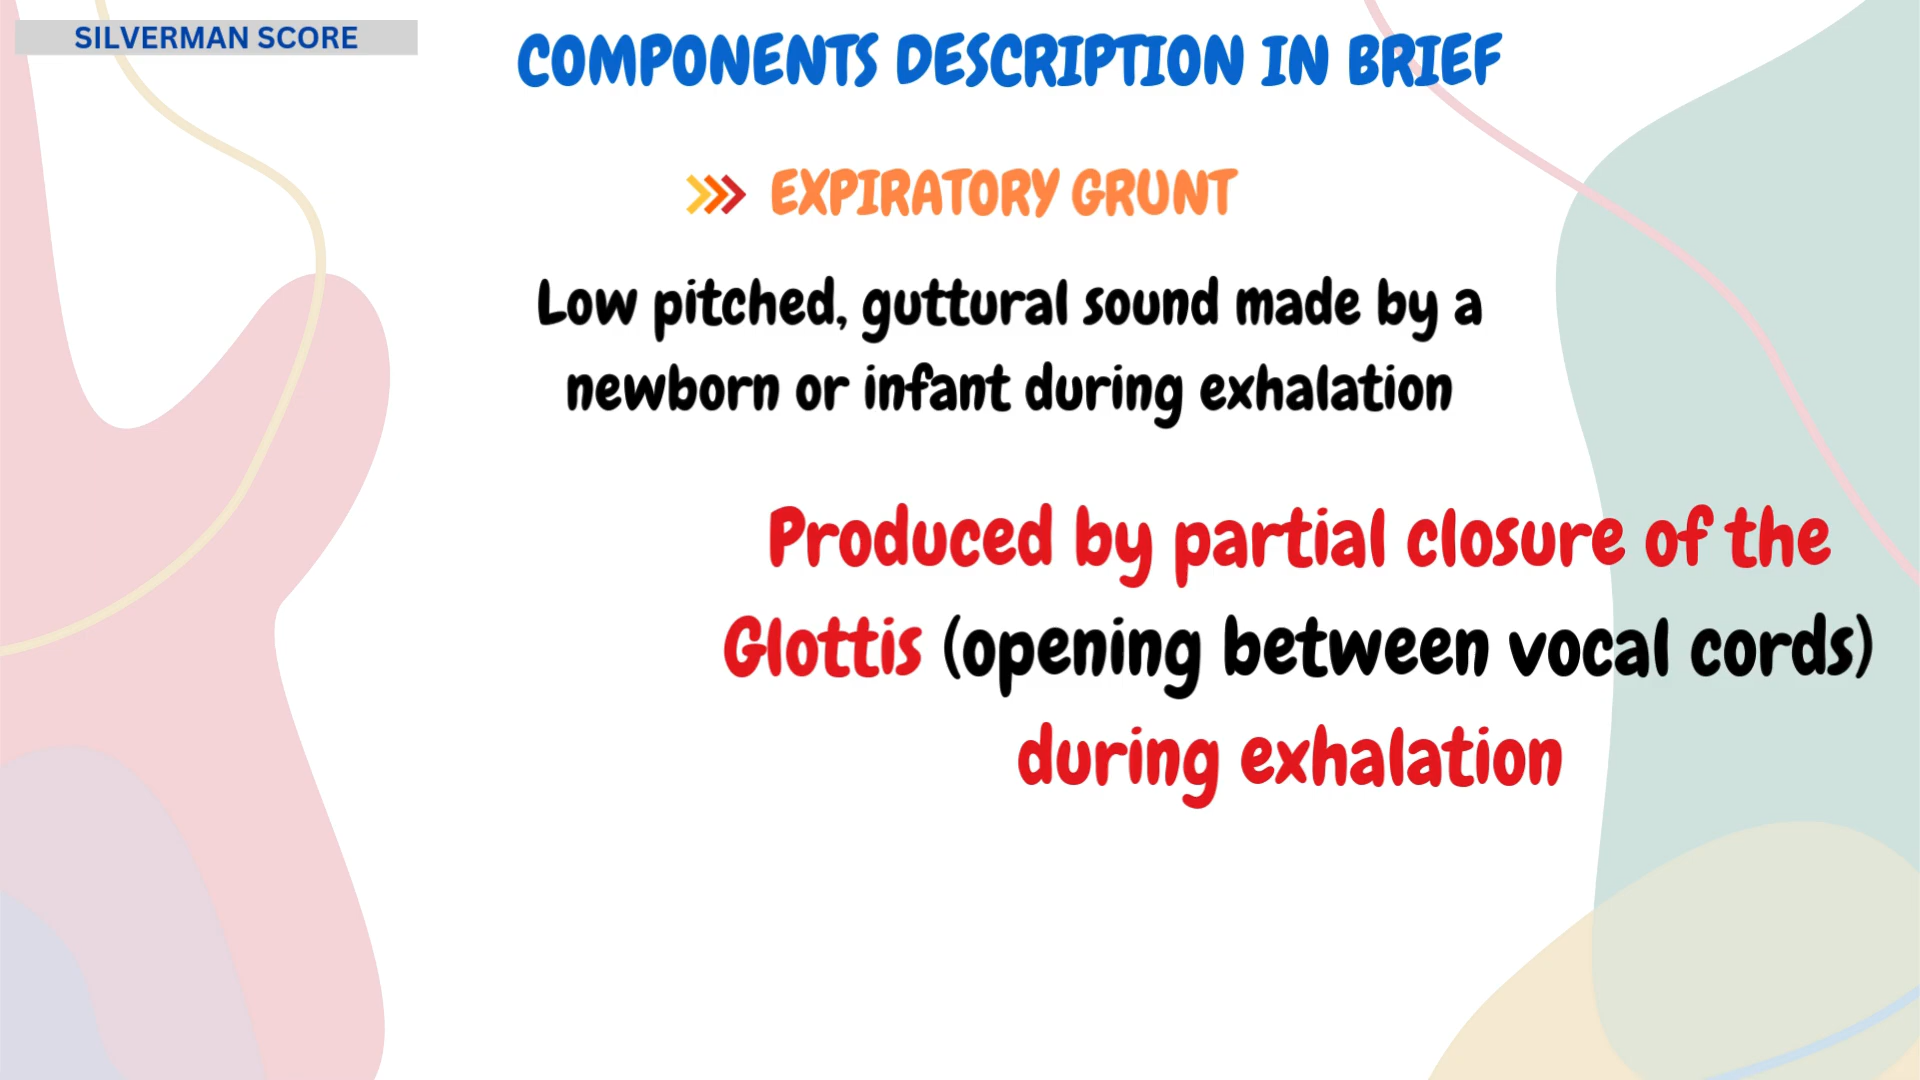 SILVERMAN SCORE
COMPONENTS DESCRIPTION IN BRIEF
EXPIRATORY GRUNT
Low pitched, guttural sound made by a
newborn or infant during exhalation
Produced by partial closure of the
Glottis (opening between vocal cords)
during exhalation